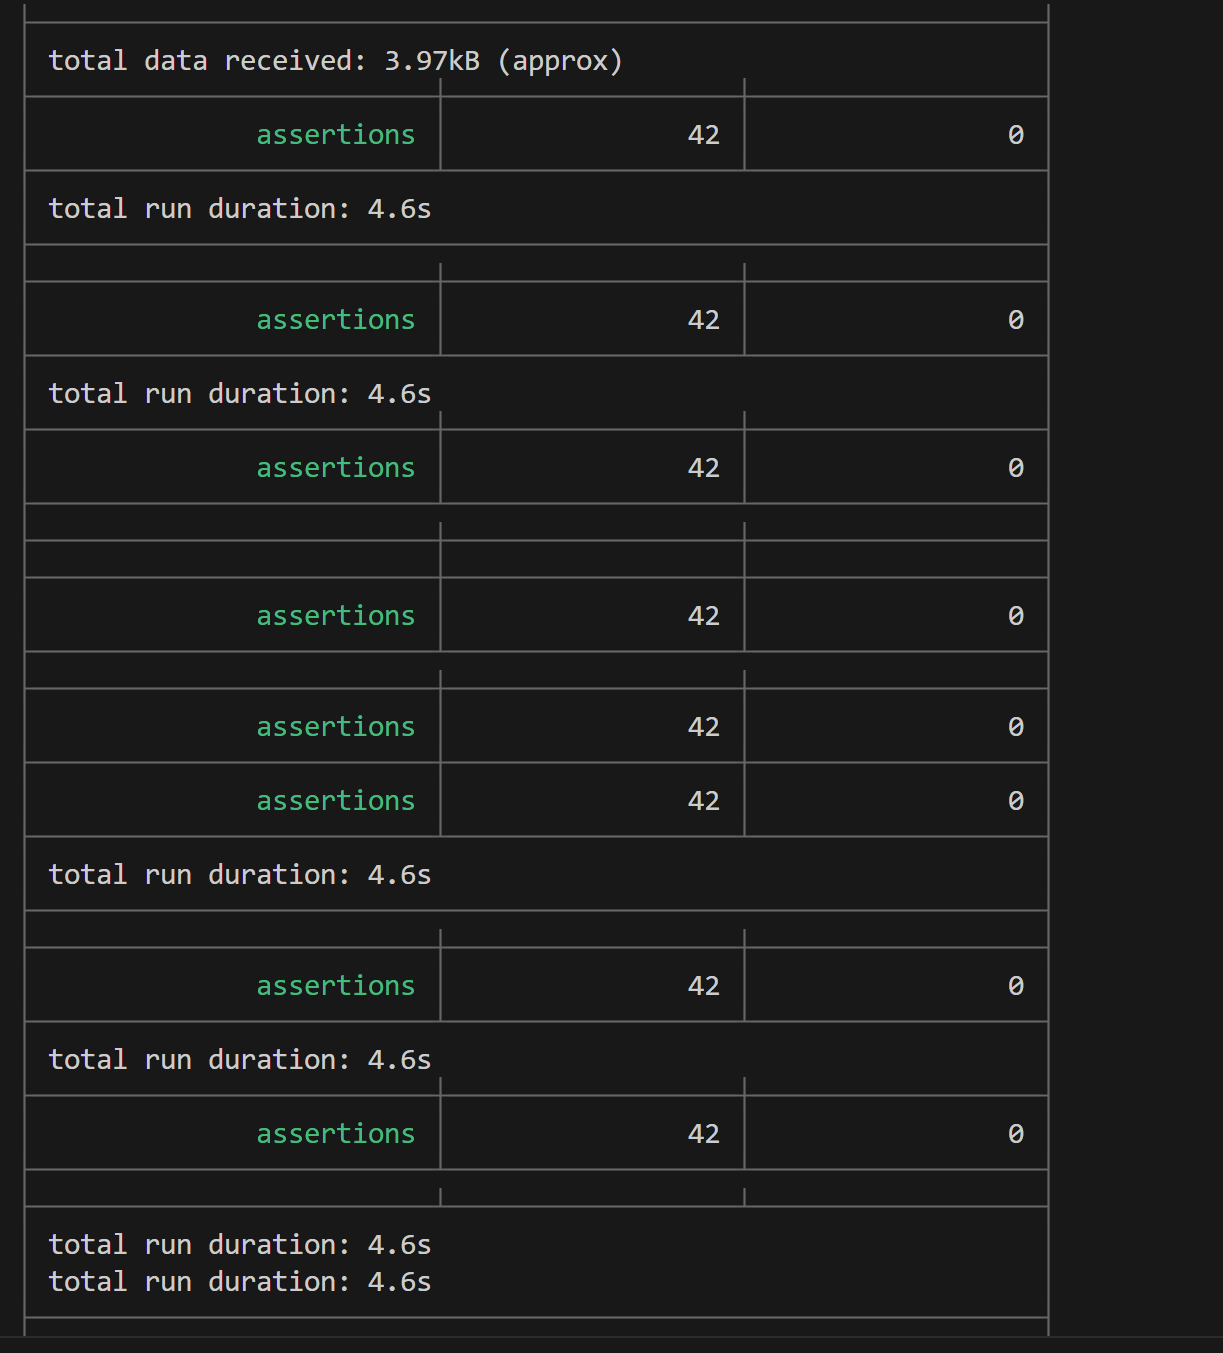 total data received: 3.97kB (approx)
assertions 42 0
total run duration: 4.6s
assertions 42 0
total run duration: 4.6s
assertions 42 0
assertions 42 0
assertions 42 0
assertions 42 0
total run duration: 4.6s
assertions 42 0
total run duration: 4.6s
assertions 42 0
total run duration: 4.6s
total run duration: 4.6s